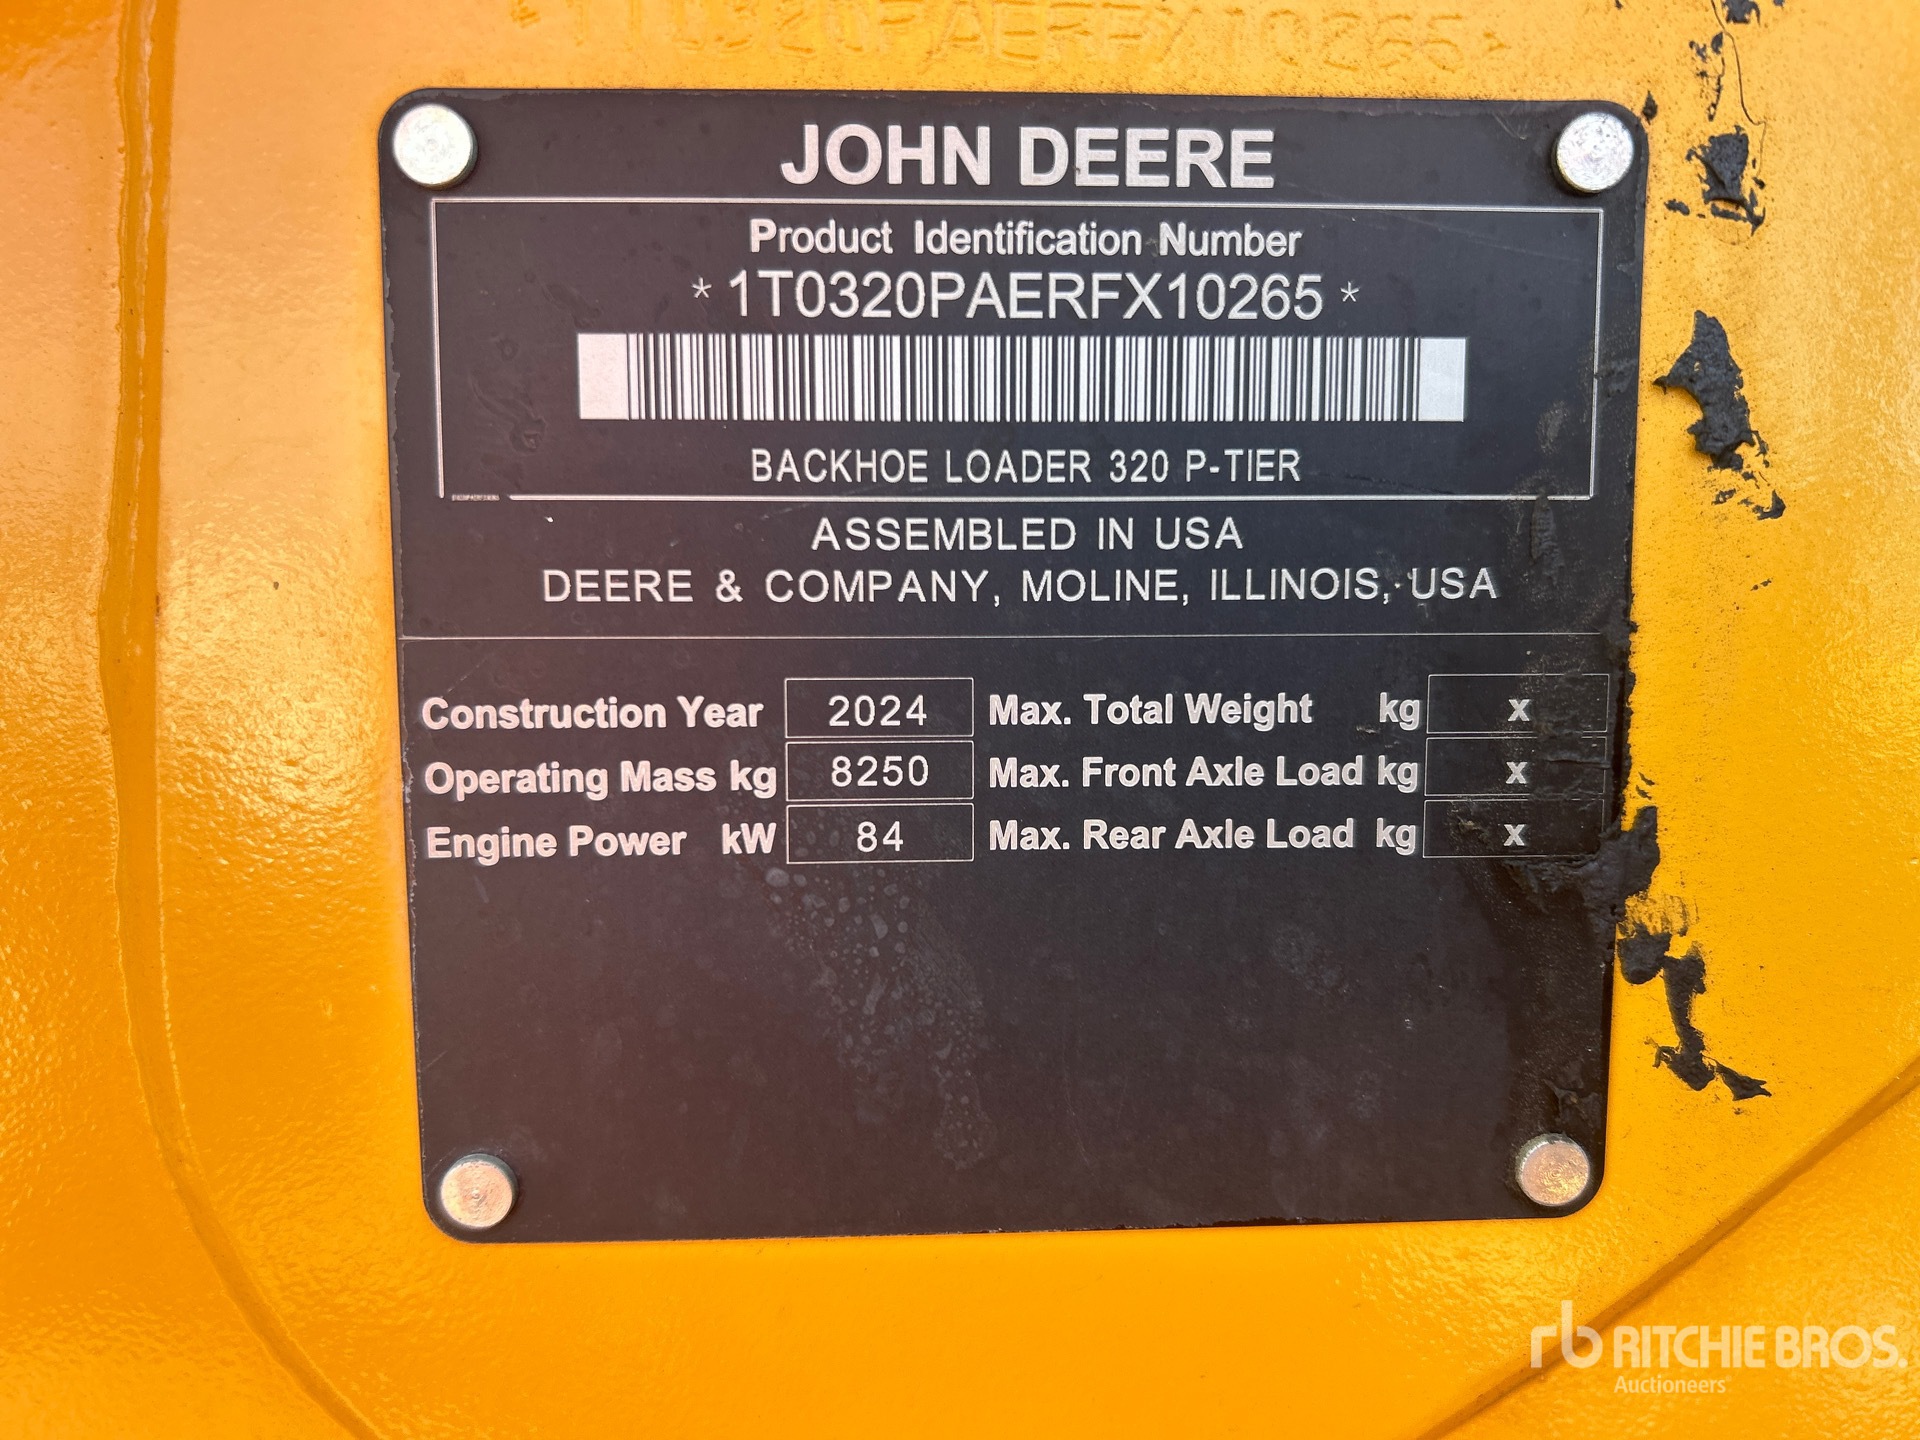 *1T0320PAERFX10265*
JOHN DEERE
Product Identification Number
*1T0320PAERFX10265*
BACKHOE LOADER 320 P-TIER
ASSEMBLED IN USA
DEERE & COMPANY, MOLINE, ILLINOIS, USA
Construction Year 2024 Max. Total Weight kg x
Operating Mass kg 8250 Max. Front Axle Load kg x
Engine Power kW 84 Max. Rear Axle Load kg x
rb RITCHIE BROS.
Auctioneers